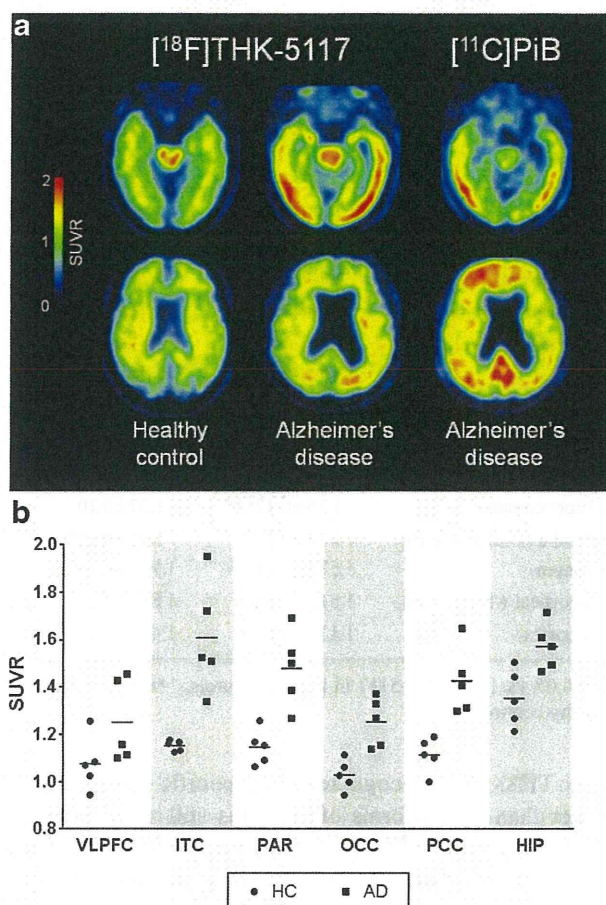 a
[¹⁸F]THK-5117 [¹¹C]PiB
2
1
0
SUVR
Healthy control
Alzheimer's disease
Alzheimer's disease
b
SUVR
2.0
1.8
1.6
1.4
1.2
1.0
0.8
VLPFC ITC PAR OCC PCC HIP
● HC ■ AD